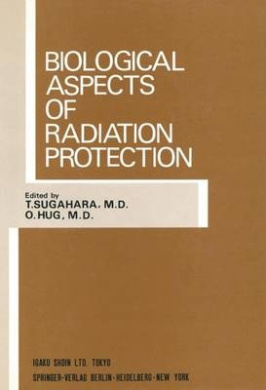 BIOLOGICAL
ASPECTS
OF
RADIATION
PROTECTION
Edited by
T.SUGAHARA, M.D.
O.HUG, M.D.
IGAKU SHOIN LTD. TOKYO
SPRINGER-VERLAG BERLIN·HEIDELBERG·NEW YORK